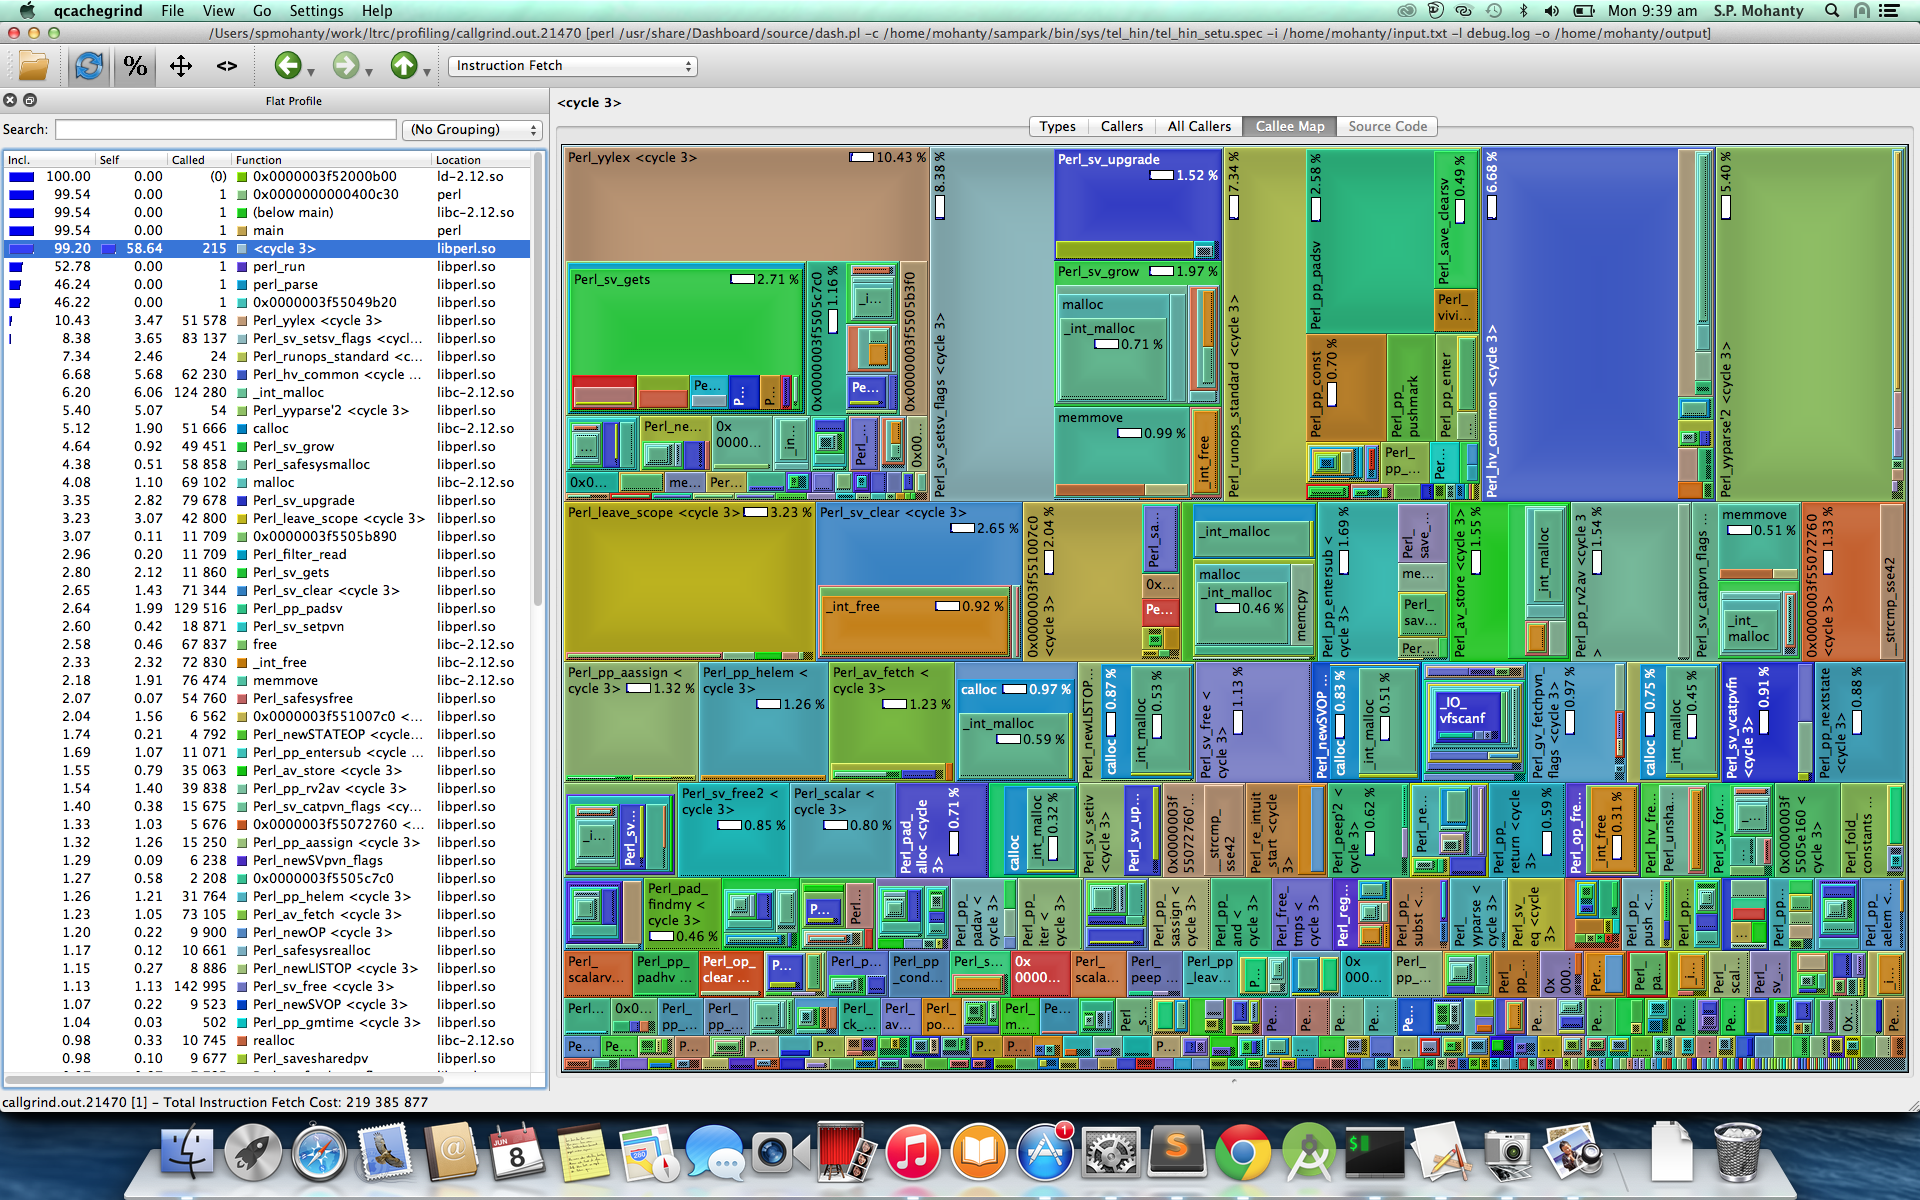 qcachegrind File View Go Settings Help Mon 9:39 am S.P. Mohanty
/Users/spmohanty/work/ltrc/profiling/callgrind.out.21470 [perl /usr/share/Dashboard/source/dash.pl -c /home/mohanty/sampark/bin/sys/tel_hin/tel_hin_setu.spec -i /home/mohanty/input.txt -l debug.log -o /home/mohanty/output]
% <> Instruction Fetch
Flat Profile
Search: (No Grouping)
Incl. Self Called Function Location
100.00 0.00 (0) 0x0000003f52000b00 ld-2.12.so
99.54 0.00 1 0x0000000000400c30 perl
99.54 0.00 1 (below main) libc-2.12.so
99.54 0.00 1 main perl
99.20 58.64 215 <cycle 3> libperl.so
52.78 0.00 1 perl_run libperl.so
46.24 0.00 1 perl_parse libperl.so
46.22 0.00 1 0x0000003f55049b20 libperl.so
10.43 3.47 51 578 Perl_yylex <cycle 3> libperl.so
8.38 3.65 83 137 Perl_sv_setsv_flags <cycl... libperl.so
7.34 2.46 24 Perl_runops_standard <c... libperl.so
6.68 5.68 62 230 Perl_hv_common <cycle ... libperl.so
6.20 6.06 124 280 _int_malloc libc-2.12.so
5.40 5.07 54 Perl_yyparse'2 <cycle 3> libperl.so
5.12 1.90 51 666 calloc libc-2.12.so
4.64 0.92 49 451 Perl_sv_grow libperl.so
4.38 0.51 58 858 Perl_safesysmalloc libperl.so
4.08 1.10 69 102 malloc libc-2.12.so
3.35 2.82 79 678 Perl_sv_upgrade libperl.so
3.23 3.07 42 800 Perl_leave_scope <cycle 3> libperl.so
3.07 0.11 11 709 0x0000003f5505b890 libperl.so
2.96 0.20 11 709 Perl_filter_read libperl.so
2.80 2.12 11 860 Perl_sv_gets libperl.so
2.65 1.43 71 344 Perl_sv_clear <cycle 3> libperl.so
2.64 1.99 129 516 Perl_pp_padsv libperl.so
2.60 0.42 18 871 Perl_sv_setpvn libperl.so
2.58 0.46 67 837 free libc-2.12.so
2.33 2.32 72 830 _int_free libc-2.12.so
2.18 1.91 76 474 memmove libc-2.12.so
2.07 0.07 54 760 Perl_safesysfree libperl.so
2.04 1.56 6 562 0x0000003f551007c0 <... libperl.so
1.74 0.21 4 792 Perl_newSTATEOP <cycle... libperl.so
1.69 1.07 11 071 Perl_pp_entersub <cycle ... libperl.so
1.55 0.79 35 063 Perl_av_store <cycle 3> libperl.so
1.54 1.40 39 838 Perl_pp_rv2av <cycle 3> libperl.so
1.40 0.38 15 675 Perl_sv_catpvn_flags <cy... libperl.so
1.33 1.03 5 676 0x0000003f55072760 <... libperl.so
1.32 1.26 15 250 Perl_pp_aassign <cycle 3> libperl.so
1.29 0.09 6 238 Perl_newSVpvn_flags libperl.so
1.27 0.58 2 208 0x0000003f5505c7c0 libperl.so
1.26 1.21 31 764 Perl_pp_helem <cycle 3> libperl.so
1.23 1.05 73 105 Perl_av_fetch <cycle 3> libperl.so
1.20 0.22 9 900 Perl_newOP <cycle 3> libperl.so
1.17 0.12 10 661 Perl_safesysrealloc libperl.so
1.15 0.27 8 886 Perl_newLISTOP <cycle 3> libperl.so
1.13 1.13 142 995 Perl_sv_free <cycle 3> libperl.so
1.07 0.22 9 523 Perl_newSVOP <cycle 3> libperl.so
1.04 0.03 502 Perl_pp_gmtime <cycle 3> libperl.so
0.98 0.33 10 745 realloc libc-2.12.so
0.98 0.10 9 677 Perl_savesharedpv libperl.so
callgrind.out.21470 [1] - Total Instruction Fetch Cost: 219 385 877
<cycle 3>
Types Callers All Callers Callee Map Source Code
Perl_yylex <cycle 3> 10.43 %
Perl_sv_gets 2.71 %
0x0000003f5505c7c0 1.16 %
0x0000003f5505b3f0
Perl_sv_setsv_flags <cycle 3> 8.38 %
Perl_sv_upgrade 1.52 %
Perl_sv_grow 1.97 %
malloc
_int_malloc 0.71 %
memmove 0.99 %
_int_free
Perl_runops_standard <cycle 3> 7.34 %
Perl_pp_padsv 2.58 %
Perl_save_clearsv 0.49 %
Perl_vivi...
Perl_pp_const 0.70 %
Perl_pp_pushmark
Perl_pp_enter
Perl_hv_common <cycle 3> 6.68 %
Perl_yyparse'2 <cycle 3> 5.40 %
Perl_leave_scope <cycle 3> 3.23 %
Perl_sv_clear <cycle 3> 2.65 %
_int_free 0.92 %
0x0000003f551007c0 <cycle 3> 2.04 %
_int_malloc
malloc
_int_malloc 0.46 %
memcpy
Perl_pp_entersub <cycle 3> 1.69 %
Perl_save_...
me...
Perl_sav...
Per...
Perl_av_store <cycle 3> 1.55 %
_int_malloc
Perl_pp_rv2av <cycle 3> 1.54 %
Perl_sv_catpvn_flags ...
memmove 0.51 %
_int_malloc
0x0000003f55072760 <cycle 3> 1.33 %
_strcmp_sse42
Perl_pp_aassign <cycle 3> 1.32 %
Perl_pp_helem <cycle 3> 1.26 %
Perl_av_fetch <cycle 3> 1.23 %
calloc 0.97 %
_int_malloc 0.59 %
Perl_newLISTOP...
calloc 0.87 %
_int_malloc 0.53 %
Perl_sv_free <cycle 3> 1.13 %
Perl_newSVOP ...
calloc 0.83 %
_int_malloc 0.51 %
_IO_vfscanf
Perl_gv_fetchpvn_flags <cycle 3> 0.97 %
calloc 0.75 %
_int_malloc 0.45 %
Perl_sv_vcatpvfn <cycle 3> 0.91 %
Perl_pp_nextstate <cycle 3> 0.88 %
Perl_sv_free2 <cycle 3> 0.85 %
Perl_scalar <cycle 3> 0.80 %
Perl_pad_alloc <cycle 3> 0.71 %
calloc
_int_malloc 0.32 %
Perl_sv_setiv <cycle 3>
Perl_sv_up...
0x0000003f55072760'...
_strcmp_sse42
Perl_re_intuit_start <cycle 3>
Perl_peep2 <cycle 3> 0.62 %
Perl_ne...
Perl_pp_return <cycle 3> 0.59 %
Perl_op_fre...
_int_free 0.31 %
Perl_hv_fre...
Perl_unsha...
Perl_sv_for...
0x0000003f5505e160 <cycle 3>
Perl_fold_constants ...
Perl_pad_findmy <cycle 3> 0.46 %
Perl_pp_padav <cycle 3>
Perl_pp_iter <cycle 3>
Perl_pp_sassign <cycle 3>
Perl_pp_and <cycle 3>
Perl_free_tmps <cycle 3>
Perl_reg...
Perl_pp_subst <...
Perl_yyparse <cycle 3>
Perl_sv_eq <cycle 3>
Perl_pp_push <...
Perl_pp...
Perl_pp_aelem <...
Perl_scalarv...
Perl_pp_padhv ...
Perl_op_clear ...
Perl_p...
Perl_pp_cond...
Perl_s...
0x0000...
Perl_scala...
Perl_peep ...
Perl_pp_leav...
0x000...
JUN 8
1